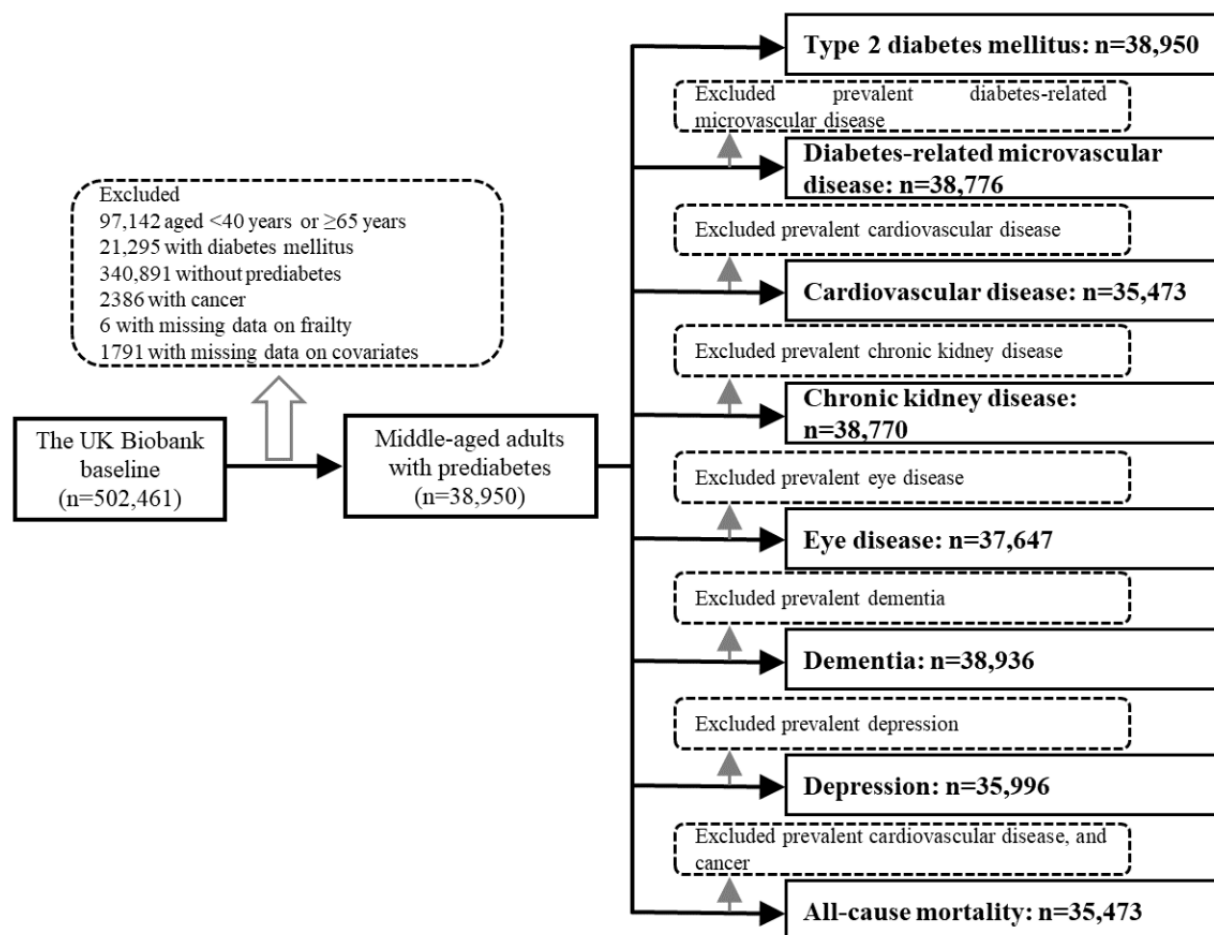 Excluded
97,142 aged <40 years or ≥65 years
21,295 with diabetes mellitus
340,891 without prediabetes
2386 with cancer
6 with missing data on frailty
1791 with missing data on covariates
The UK Biobank
baseline
(n=502,461)
Middle-aged adults
with prediabetes
(n=38,950)
Type 2 diabetes mellitus: n=38,950
Excluded prevalent diabetes-related
microvascular disease
Diabetes-related microvascular
disease: n=38,776
Excluded prevalent cardiovascular disease
Cardiovascular disease: n=35,473
Excluded prevalent chronic kidney disease
Chronic kidney disease:
n=38,770
Excluded prevalent eye disease
Eye disease: n=37,647
Excluded prevalent dementia
Dementia: n=38,936
Excluded prevalent depression
Depression: n=35,996
Excluded prevalent cardiovascular disease, and
cancer
All-cause mortality: n=35,473